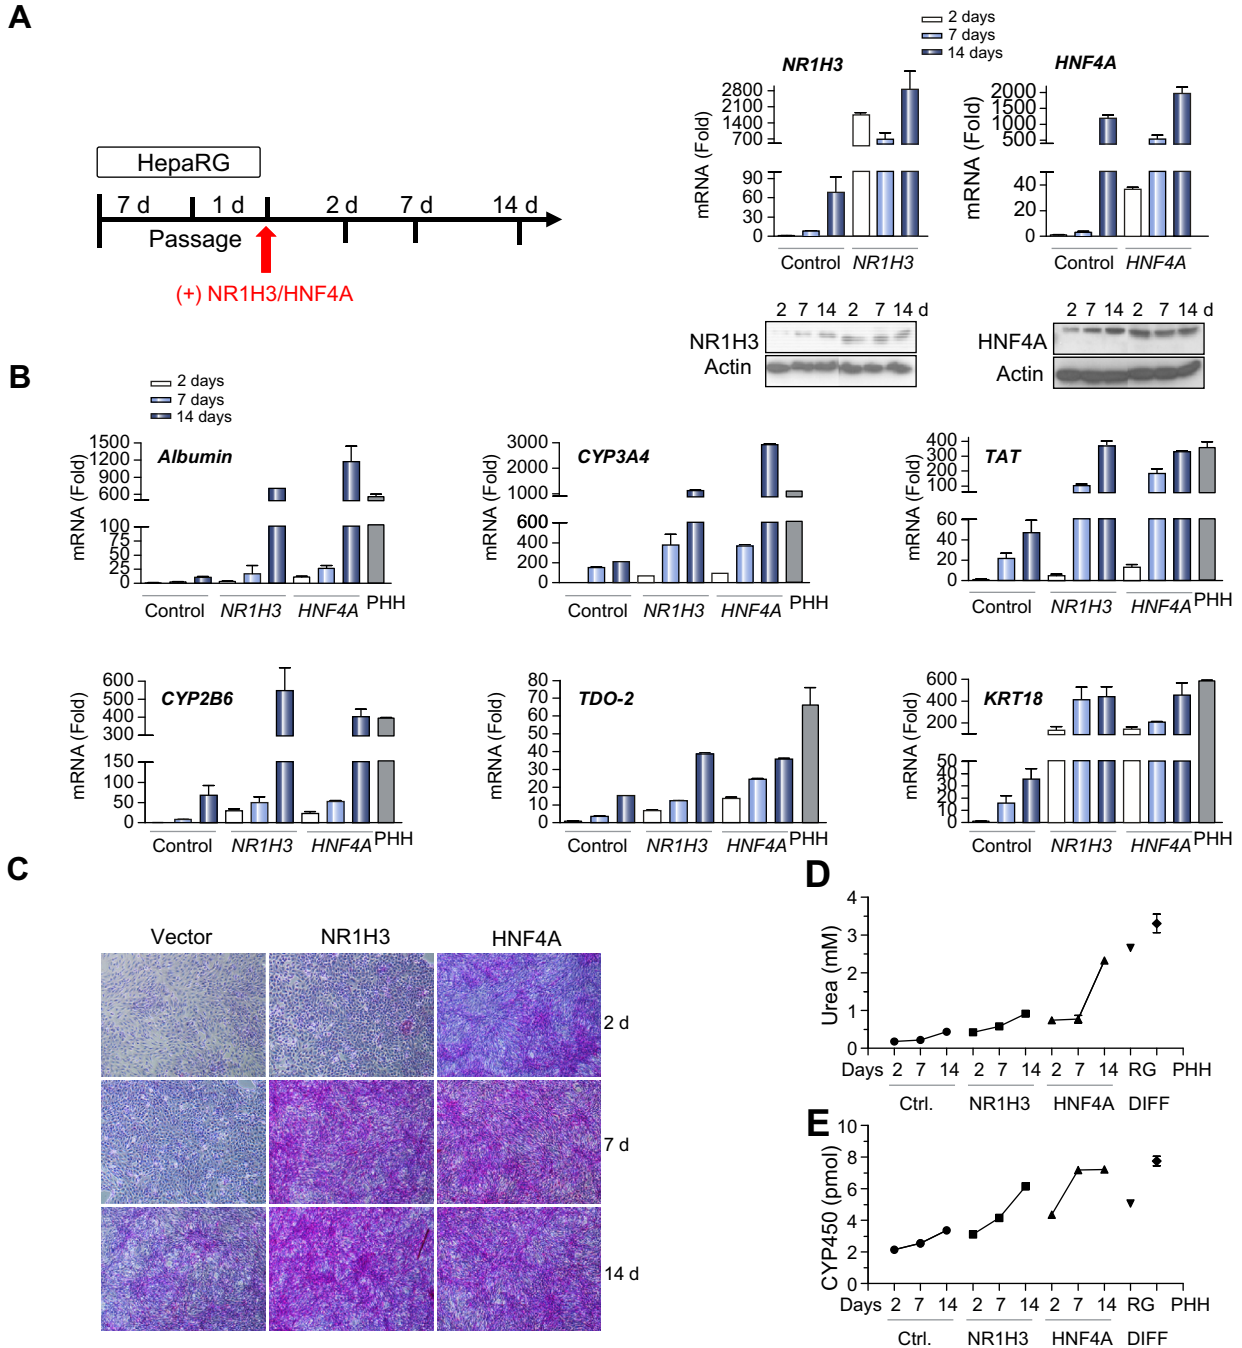 A
2 days
7 days
14 days
HepaRG
7 d 1 d 2 d 7 d 14 d
Passage
(+) NR1H3/HNF4A
NR1H3
mRNA (Fold)
2800
2100
1400
700
90
60
30
0
Control NR1H3
HNF4A
mRNA (Fold)
2000
1500
1000
500
40
20
0
Control HNF4A
2 7 14 2 7 14 d
NR1H3
Actin
2 7 14 2 7 14 d
HNF4A
Actin
B
2 days
7 days
14 days
Albumin
mRNA (Fold)
1500
1200
900
600
100
75
50
25
0
Control NR1H3 HNF4A PHH
CYP3A4
mRNA (Fold)
3000
2000
1000
600
400
200
0
Control NR1H3 HNF4A PHH
TAT
mRNA (Fold)
400
300
200
100
60
40
20
0
Control NR1H3 HNF4A PHH
CYP2B6
mRNA (Fold)
600
500
400
300
150
100
50
0
Control NR1H3 HNF4A PHH
TDO-2
mRNA (Fold)
80
70
60
50
40
30
20
10
0
Control NR1H3 HNF4A PHH
KRT18
mRNA (Fold)
600
400
200
50
40
30
20
10
0
Control NR1H3 HNF4A PHH
C
Vector NR1H3 HNF4A
2 d
7 d
14 d
D
Urea (mM)
4
3
2
1
0
Days 2 7 14 2 7 14 2 7 14 RG PHH
Ctrl. NR1H3 HNF4A DIFF
E
CYP450 (pmol)
10
8
6
4
2
0
Days 2 7 14 2 7 14 2 7 14 RG PHH
Ctrl. NR1H3 HNF4A DIFF